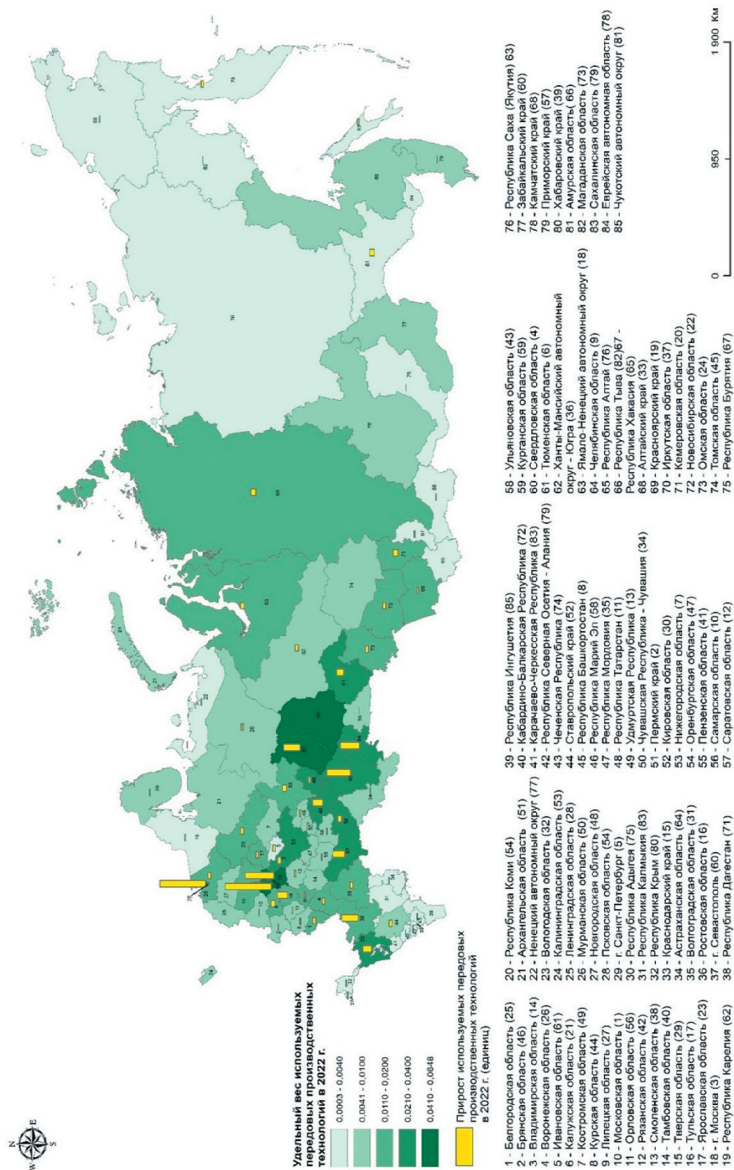 N
W
E
S
Удельный вес используемых
передовых производственных
технологий в 2022 г.
0.0003 - 0.0040
0.0041 - 0.0100
0.0110 - 0.0200
0.0210 - 0.0400
0.0410 - 0.0648
Прирост используемых передовых
производственных технологий
в 2022 г. (единиц)
1 - Белгородская область (25)
2 - Брянская область (46)
3 - Владимирская область (14)
4 - Воронежская область (26)
5 - Ивановская область (61)
6 - Калужская область (21)
7 - Костромская область (49)
8 - Курская область (44)
9 - Липецкая область (27)
10 - Московская область (1)
11 - Орловская область (56)
12 - Рязанская область (42)
13 - Смоленская область (38)
14 - Тамбовская область (40)
15 - Тверская область (29)
16 - Тульская область (17)
17 - Ярославская область (23)
18 - г. Москва (3)
19 - Республика Карелия (62)
20 - Республика Коми (54)
21 - Архангельская область (51)
22 - Ненецкий автономный округ (77)
23 - Вологодская область (32)
24 - Калининградская область (53)
25 - Ленинградская область (28)
26 - Мурманская область (50)
27 - Новгородская область (48)
28 - Псковская область (54)
29 - г. Санкт-Петербург (5)
30 - Республика Адыгея (75)
31 - Республика Калмыкия (83)
32 - Республика Крым (80)
33 - Краснодарский край (15)
34 - Астраханская область (64)
35 - Волгоградская область (31)
36 - Ростовская область (16)
37 - г. Севастополь (60)
38 - Республика Дагестан (71)
39 - Республика Ингушетия (85)
40 - Кабардино-Балкарская Республика (72)
41 - Карачаево-Черкесская Республика (83)
42 - Республика Северная Осетия - Алания (79)
43 - Чеченская Республика (74)
44 - Ставропольский край (52)
45 - Республика Башкортостан (8)
46 - Республика Марий Эл (58)
47 - Республика Мордовия (35)
48 - Республика Татарстан (11)
49 - Удмуртская Республика (13)
50 - Чувашская Республика - Чувашия (34)
51 - Пермский край (2)
52 - Кировская область (30)
53 - Нижегородская область (7)
54 - Оренбургская область (47)
55 - Пензенская область (41)
56 - Самарская область (10)
57 - Саратовская область (12)
58 - Ульяновская область (43)
59 - Курганская область (59)
60 - Свердловская область (4)
61 - Тюменская область (6)
62 - Ханты-Мансийский автономный
округ - Югра (36)
63 - Ямало-Ненецкий автономный округ (18)
64 - Челябинская область (9)
65 - Республика Алтай (76)
66 - Республика Тыва (82)67 -
Республика Хакасия (65)
68 - Алтайский край (33)
69 - Красноярский край (19)
70 - Иркутская область (37)
71 - Кемеровская область (20)
72 - Новосибирская область (22)
73 - Омская область (24)
74 - Томская область (45)
75 - Республика Бурятия (67)
76 - Республика Саха (Якутия) 63)
77 - Забайкальский край (60)
78 - Камчатский край (68)
79 - Приморский край (57)
80 - Хабаровский край (39)
81 - Амурская область (66)
82 - Магаданская область (73)
83 - Сахалинская область (79)
84 - Еврейская автономная область (78)
85 - Чукотский автономный округ (81)
0
950
1 900
Км